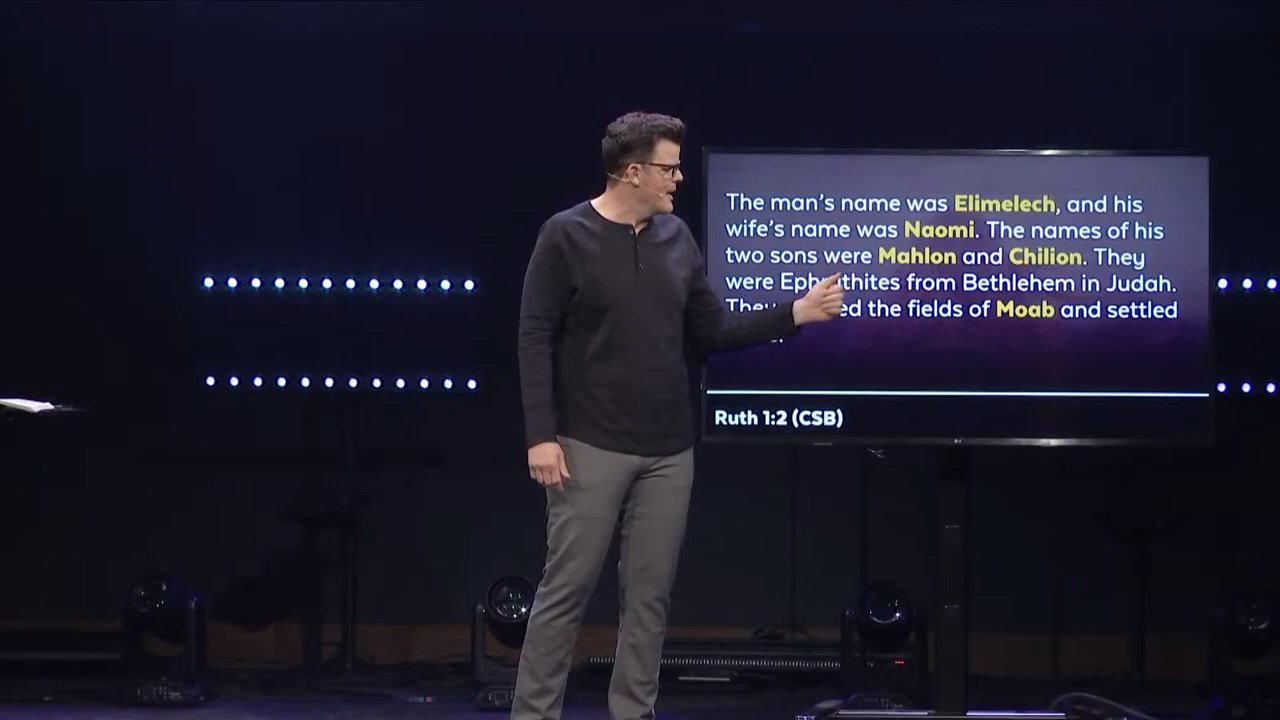 The man's name was Elimelech, and his
wife's name was Naomi. The names of his
two sons were Mahlon and Chilion. They
were from Bethlehem in Judah.
the fields of Moab and settled
Ruth 1:2 (CSB)